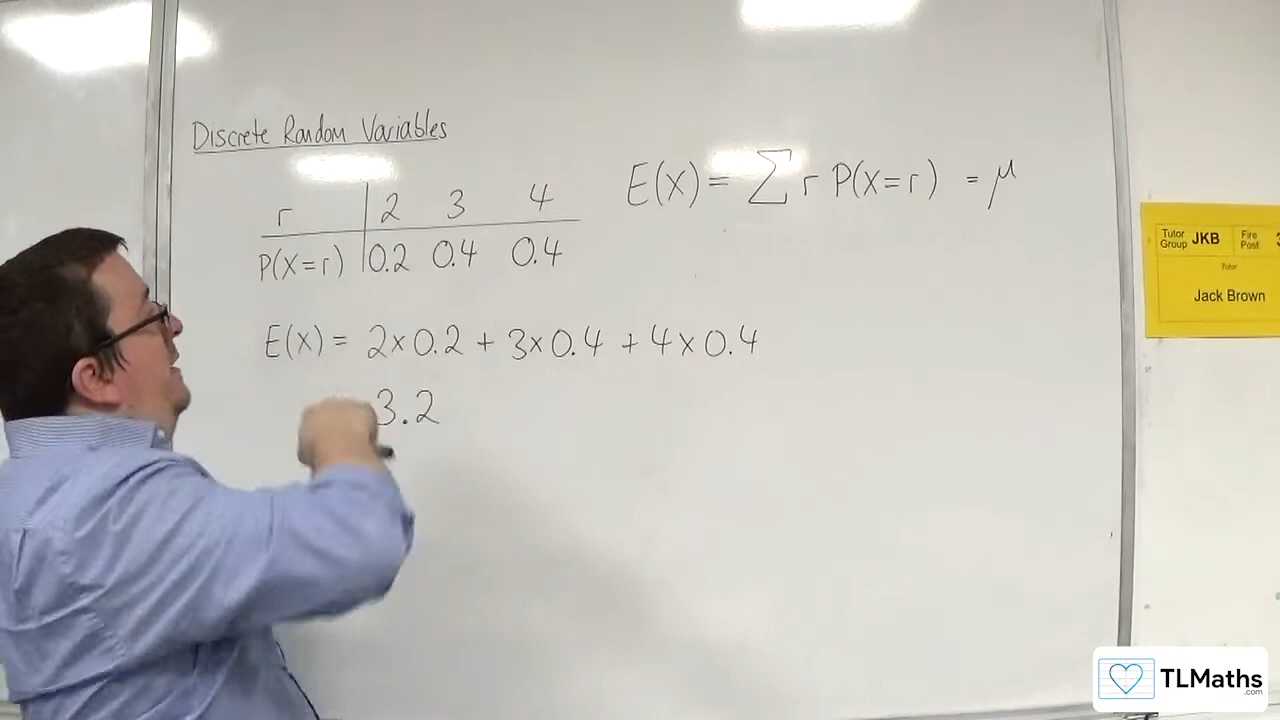 Discrete Random Variables
r 2 3 4
P(X=r) 0.2 0.4 0.4
E(X) = ∑ r P(X=r) = μ
E(X) = 2×0.2 + 3×0.4 + 4×0.4
3.2
Tutor Group JKB Fire Post 3
Tutor
Jack Brown
TLMaths
.com